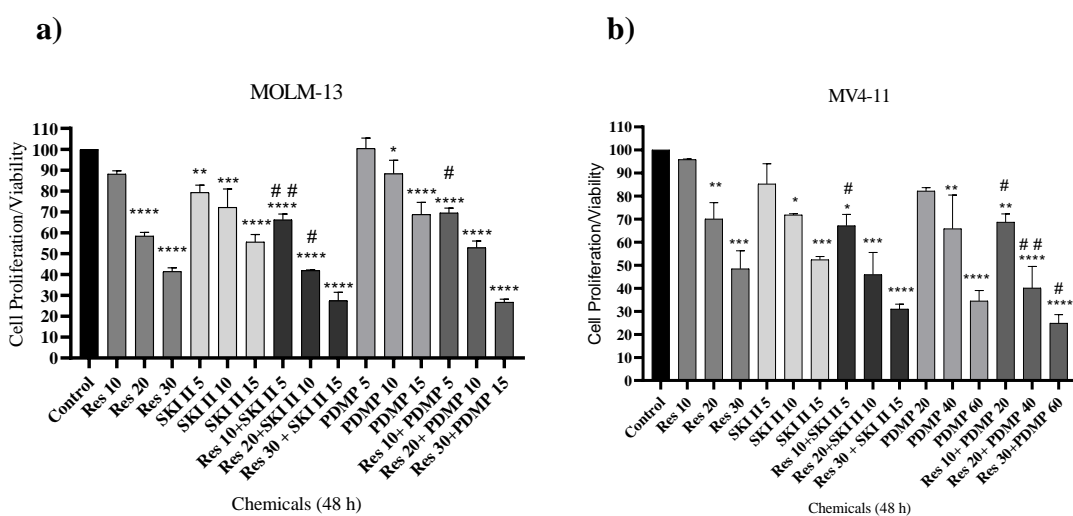 a)
MOLM-13
Cell Proliferation/Viability
110
100
90
80
70
60
50
40
30
20
10
0
****
****
**
***
****
# #
****
#
****
****
*
****
#
****
****
****
Control
Res 10
Res 20
Res 30
SKI II 5
SKI II 10
SKI II 15
Res 10+SKI II 5
Res 20+SKI II 10
Res 30 + SKI II 15
PDMP 5
PDMP 10
PDMP 15
Res 10+ PDMP 5
Res 20+ PDMP 10
Res 30+PDMP 15
Chemicals (48 h)
b)
MV4-11
Cell Proliferation/Viability
110
100
90
80
70
60
50
40
30
20
10
0
**
***
*
***
#
*
***
****
**
****
#
**
# #
****
#
****
Control
Res 10
Res 20
Res 30
SKI II 5
SKI II 10
SKI II 15
Res 10+SKI II 5
Res 20+SKI II 10
Res 30 + SKI II 15
PDMP 20
PDMP 40
PDMP 60
Res 10+ PDMP 20
Res 20+ PDMP 40
Res 30+PDMP 60
Chemicals (48 h)